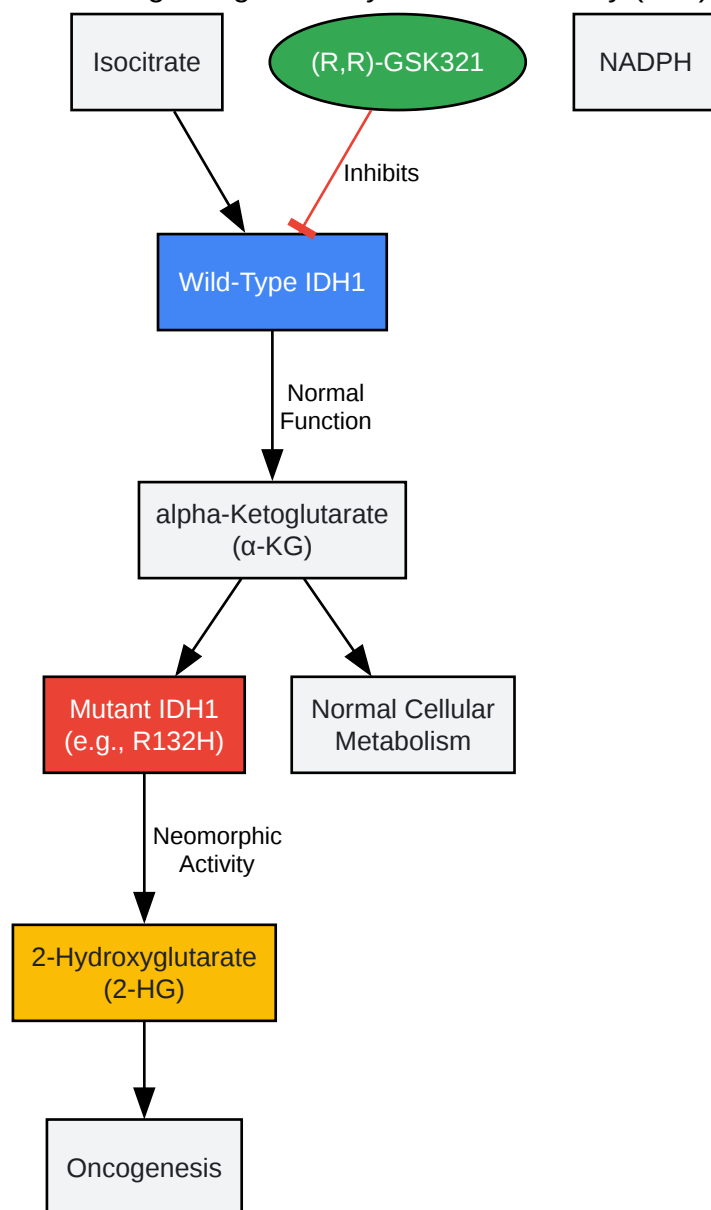 Isocitrate
(R,R)-GSK321
NADPH
Inhibits
Wild-Type IDH1
Normal
Function
alpha-Ketoglutarate
(α-KG)
Mutant IDH1
(e.g., R132H)
Normal Cellular
Metabolism
Neomorphic
Activity
2-Hydroxyglutarate
(2-HG)
Oncogenesis